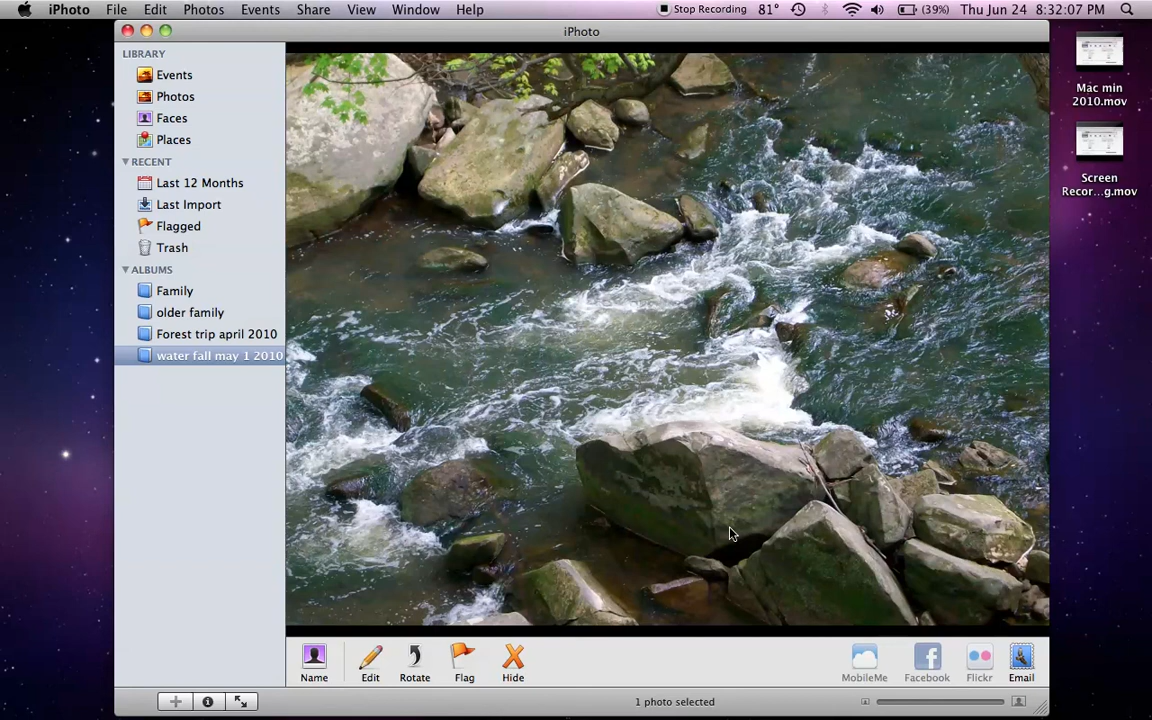 iPhoto File Edit Photos Events Share View Window Help Stop Recording 81° (39%) Thu Jun 24 8:32:07 PM
iPhoto
LIBRARY
Events
Photos
Faces
Places
RECENT
Last 12 Months
Last Import
Flagged
Trash
ALBUMS
Family
older family
Forest trip april 2010
water fall may 1 2010
Mac min
2010.mov
Screen
Recor...g.mov
Name Edit Rotate Flag Hide MobileMe Facebook Flickr Email
1 photo selected